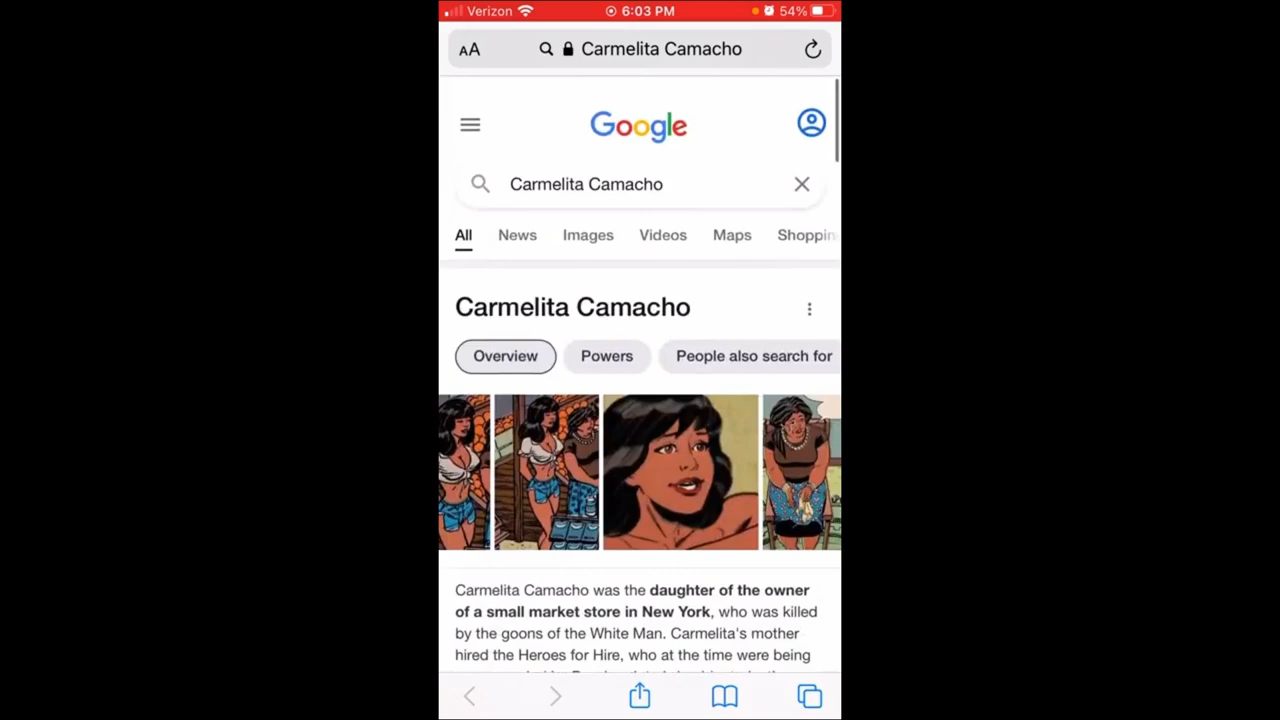 Verizon 6:03 PM 54%
AA Carmelita Camacho
Google
Carmelita Camacho
All News Images Videos Maps Shoppin
Carmelita Camacho
Overview Powers People also search for
Carmelita Camacho was the daughter of the owner
of a small market store in New York, who was killed
by the goons of the White Man. Carmelita's mother
hired the Heroes for Hire, who at the time were being